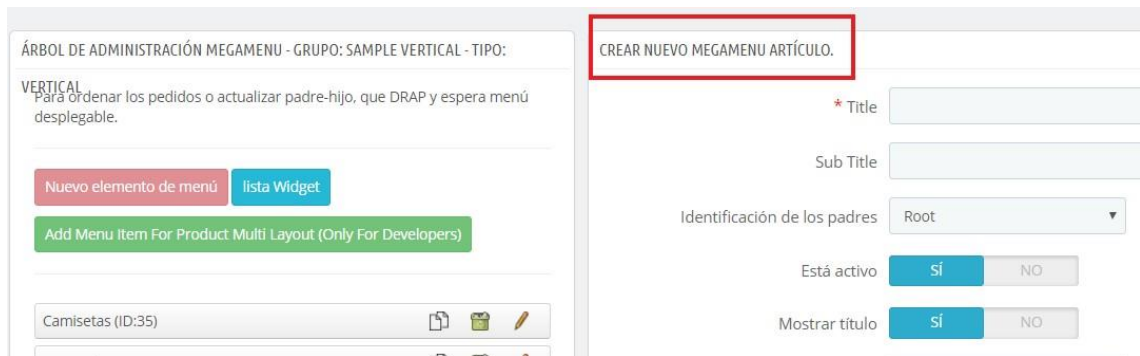 ÁRBOL DE ADMINISTRACIÓN MEGAMENU - GRUPO: SAMPLE VERTICAL - TIPO:
VERTICAL
Para ordenar los pedidos o actualizar padre-hijo, que DRAP y espera menú
desplegable.
Nuevo elemento de menú
lista Widget
Add Menu Item For Product Multi Layout (Only For Developers)
Camisetas (ID:35)
CREAR NUEVO MEGAMENU ARTÍCULO.
* Title
Sub Title
Identificación de los padres Root
Está activo SÍ NO
Mostrar título SÍ NO